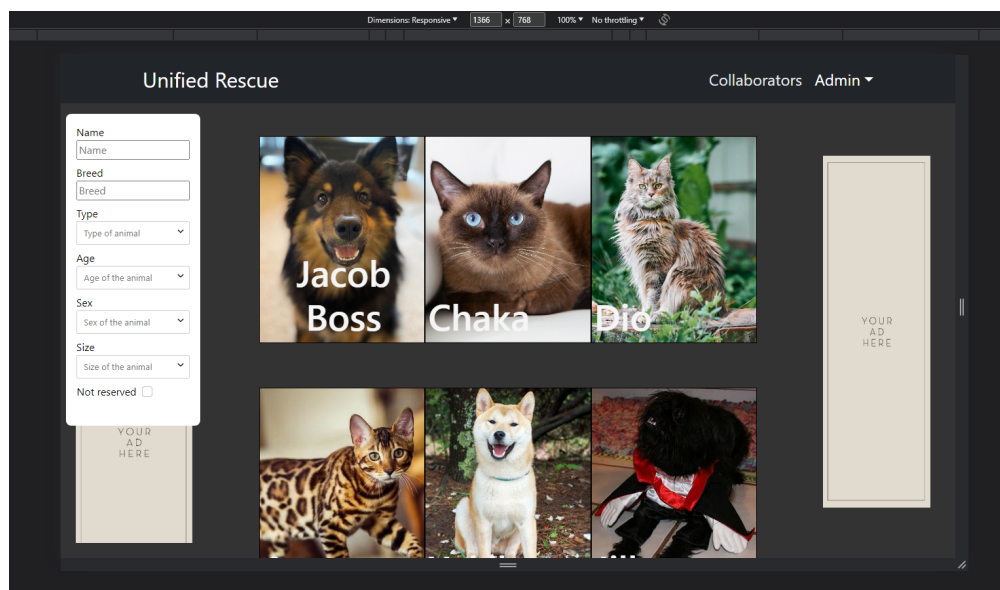 Dimensions: Responsive 1366 x 768 100% No throttling
Unified Rescue
Collaborators Admin
Name
Name
Breed
Breed
Type
Type of animal
Age
Age of the animal
Sex
Sex of the animal
Size
Size of the animal
Not reserved
YOUR
AD
HERE
Jacob
Boss
Chaka
Dio
YOUR
AD
HERE